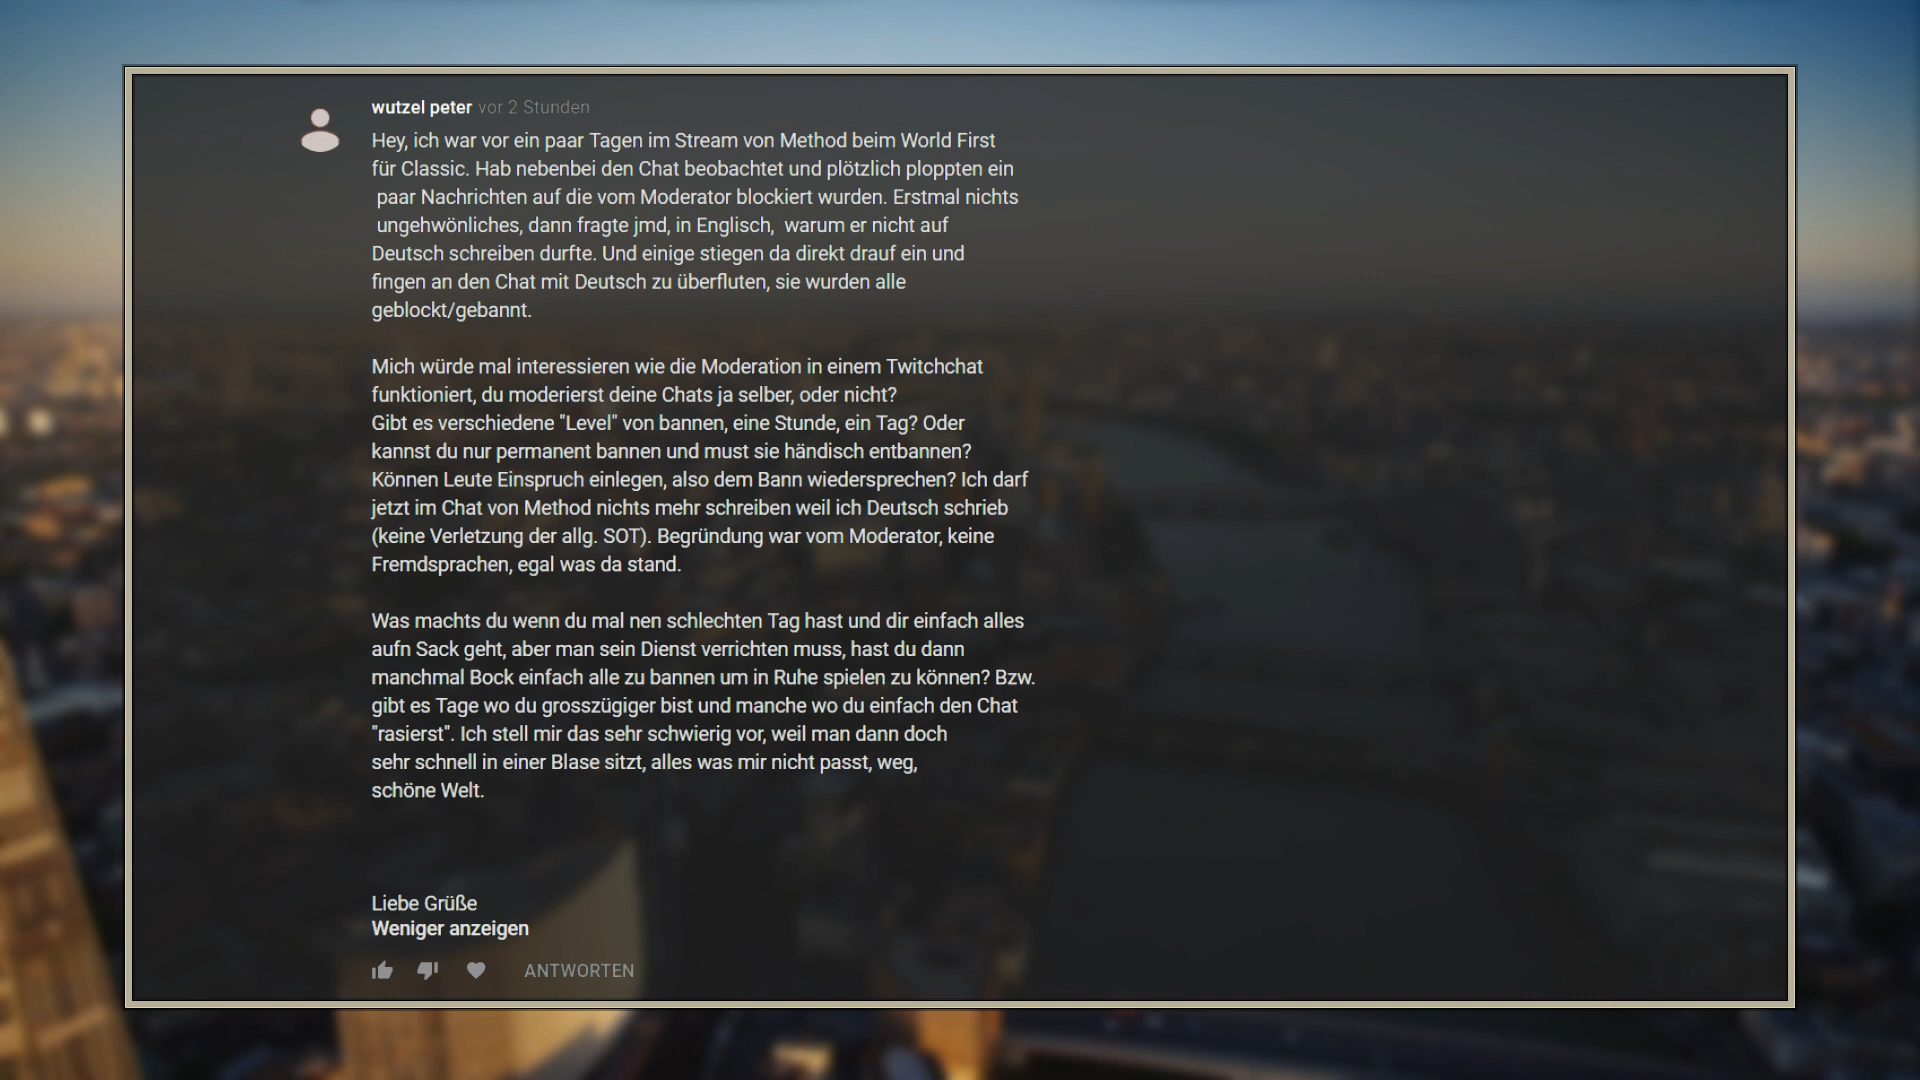 wutzel peter vor 2 Stunden
Hey, ich war vor ein paar Tagen im Stream von Method beim World First
für Classic. Hab nebenbei den Chat beobachtet und plötzlich ploppten ein
paar Nachrichten auf die vom Moderator blockiert wurden. Erstmal nichts
ungehwönliches, dann fragte jmd, in Englisch,  warum er nicht auf
Deutsch schreiben durfte. Und einige stiegen da direkt drauf ein und
fingen an den Chat mit Deutsch zu überfluten, sie wurden alle
geblockt/gebannt.
Mich würde mal interessieren wie die Moderation in einem Twitchchat
funktioniert, du moderierst deine Chats ja selber, oder nicht?
Gibt es verschiedene "Level" von bannen, eine Stunde, ein Tag? Oder
kannst du nur permanent bannen und must sie händisch entbannen?
Können Leute Einspruch einlegen, also dem Bann wiedersprechen? Ich darf
jetzt im Chat von Method nichts mehr schreiben weil ich Deutsch schrieb
(keine Verletzung der allg. SOT). Begründung war vom Moderator, keine
Fremdsprachen, egal was da stand.
Was machts du wenn du mal nen schlechten Tag hast und dir einfach alles
aufn Sack geht, aber man sein Dienst verrichten muss, hast du dann
manchmal Bock einfach alle zu bannen um in Ruhe spielen zu können? Bzw.
gibt es Tage wo du grosszügiger bist und manche wo du einfach den Chat
"rasierst". Ich stell mir das sehr schwierig vor, weil man dann doch
sehr schnell in einer Blase sitzt, alles was mir nicht passt, weg,
schöne Welt.
Liebe Grüße
Weniger anzeigen
ANTWORTEN